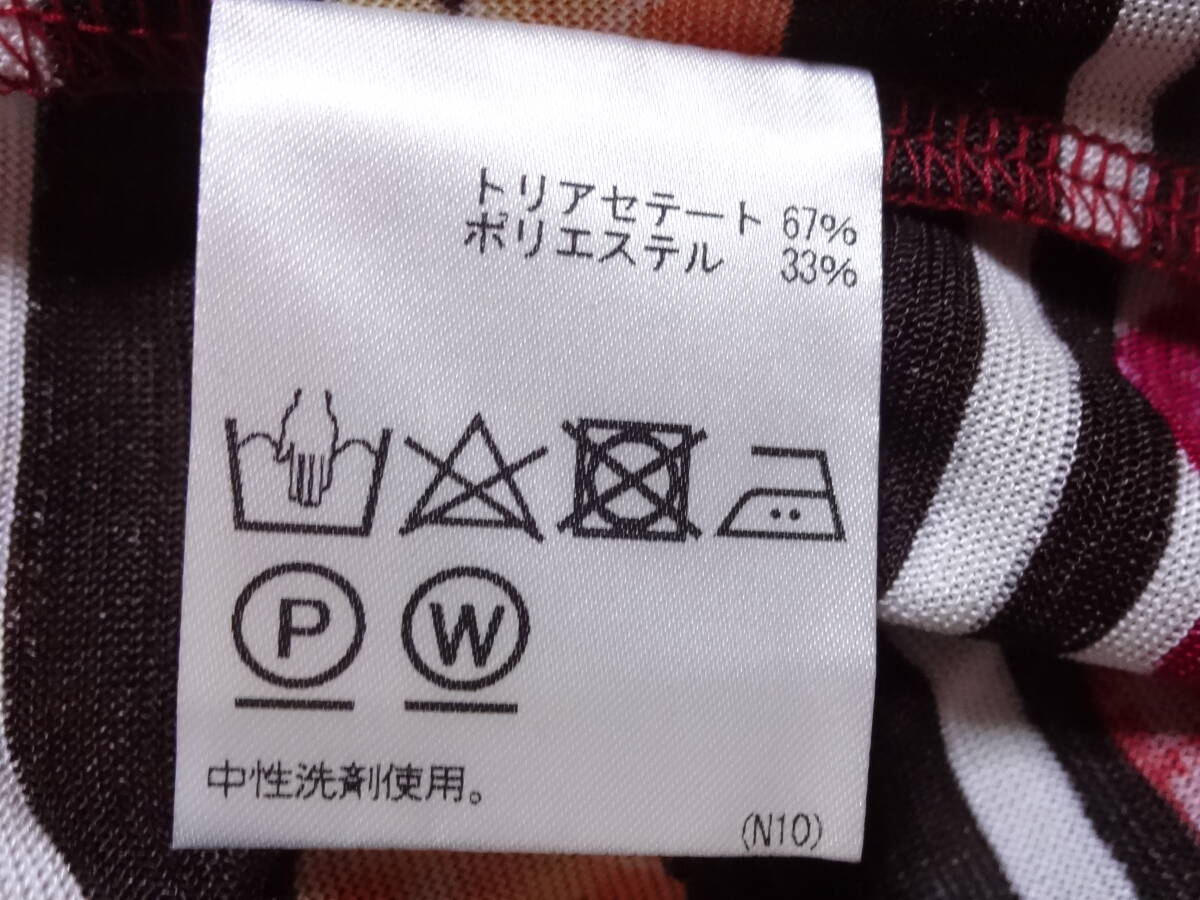 トリアセテート 67%
ポリエステル 33%
P W
中性洗剤使用。
(N10)